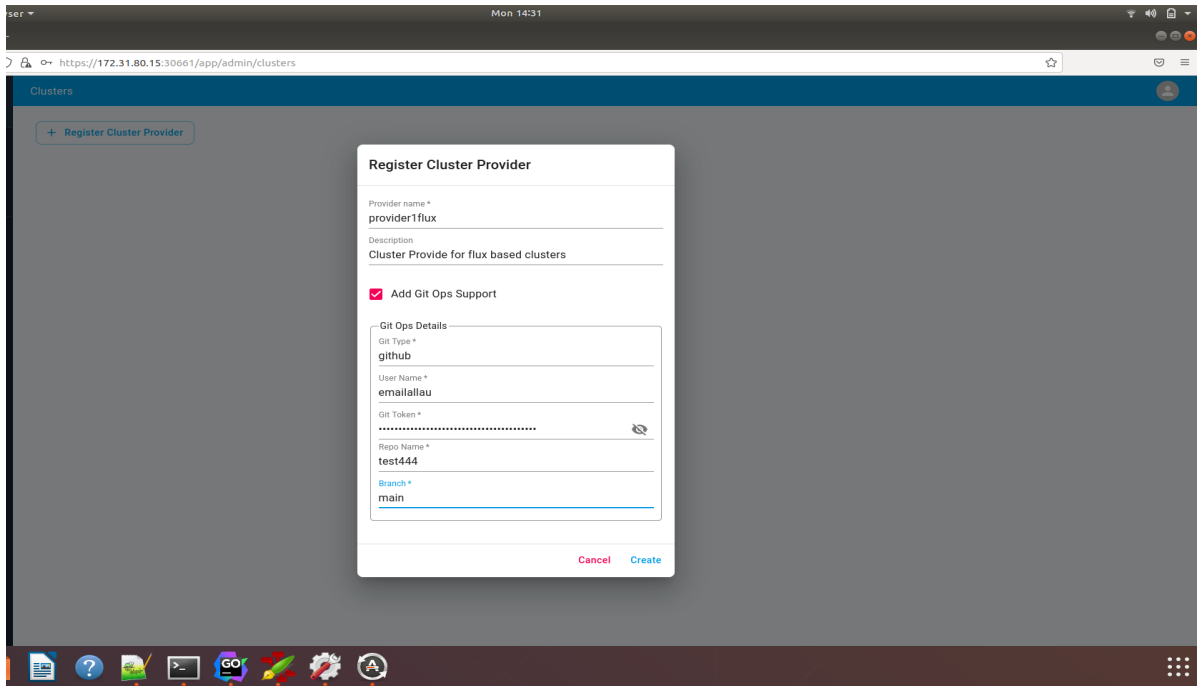 ser
Mon 14:31
https://172.31.80.15:30661/app/admin/clusters
Clusters
+ Register Cluster Provider
Register Cluster Provider
Provider name *
provider1flux
Description
Cluster Provide for flux based clusters
Add Git Ops Support
Git Ops Details
Git Type *
github
User Name *
emailallau
Git Token *
••••••••••••••••••••••••••••••••••••••••
Repo Name *
test444
Branch *
main
Cancel Create
GO